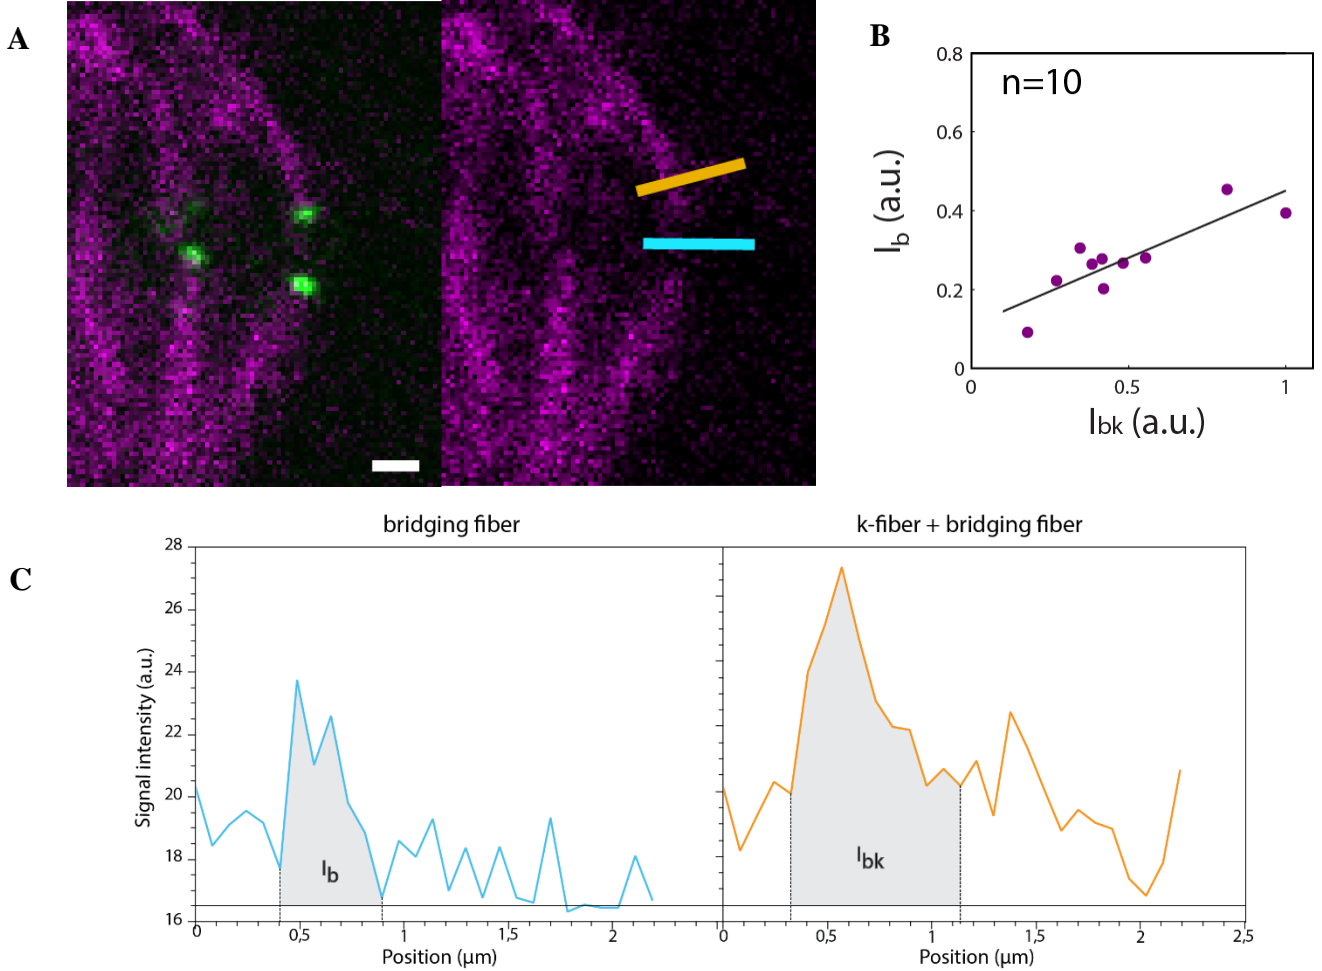 A
B
0.8
n=10
0.6
0.4
0.2
0
Ib (a.u.)
0
0.5
1
Ibk (a.u.)
C
bridging fiber
k-fiber + bridging fiber
28
26
24
22
20
18
16
Signal intensity (a.u.)
Ib
Ibk
0
0,5
1
1,5
2
0
0,5
1
1,5
2
2,5
Position (μm)
Position (μm)